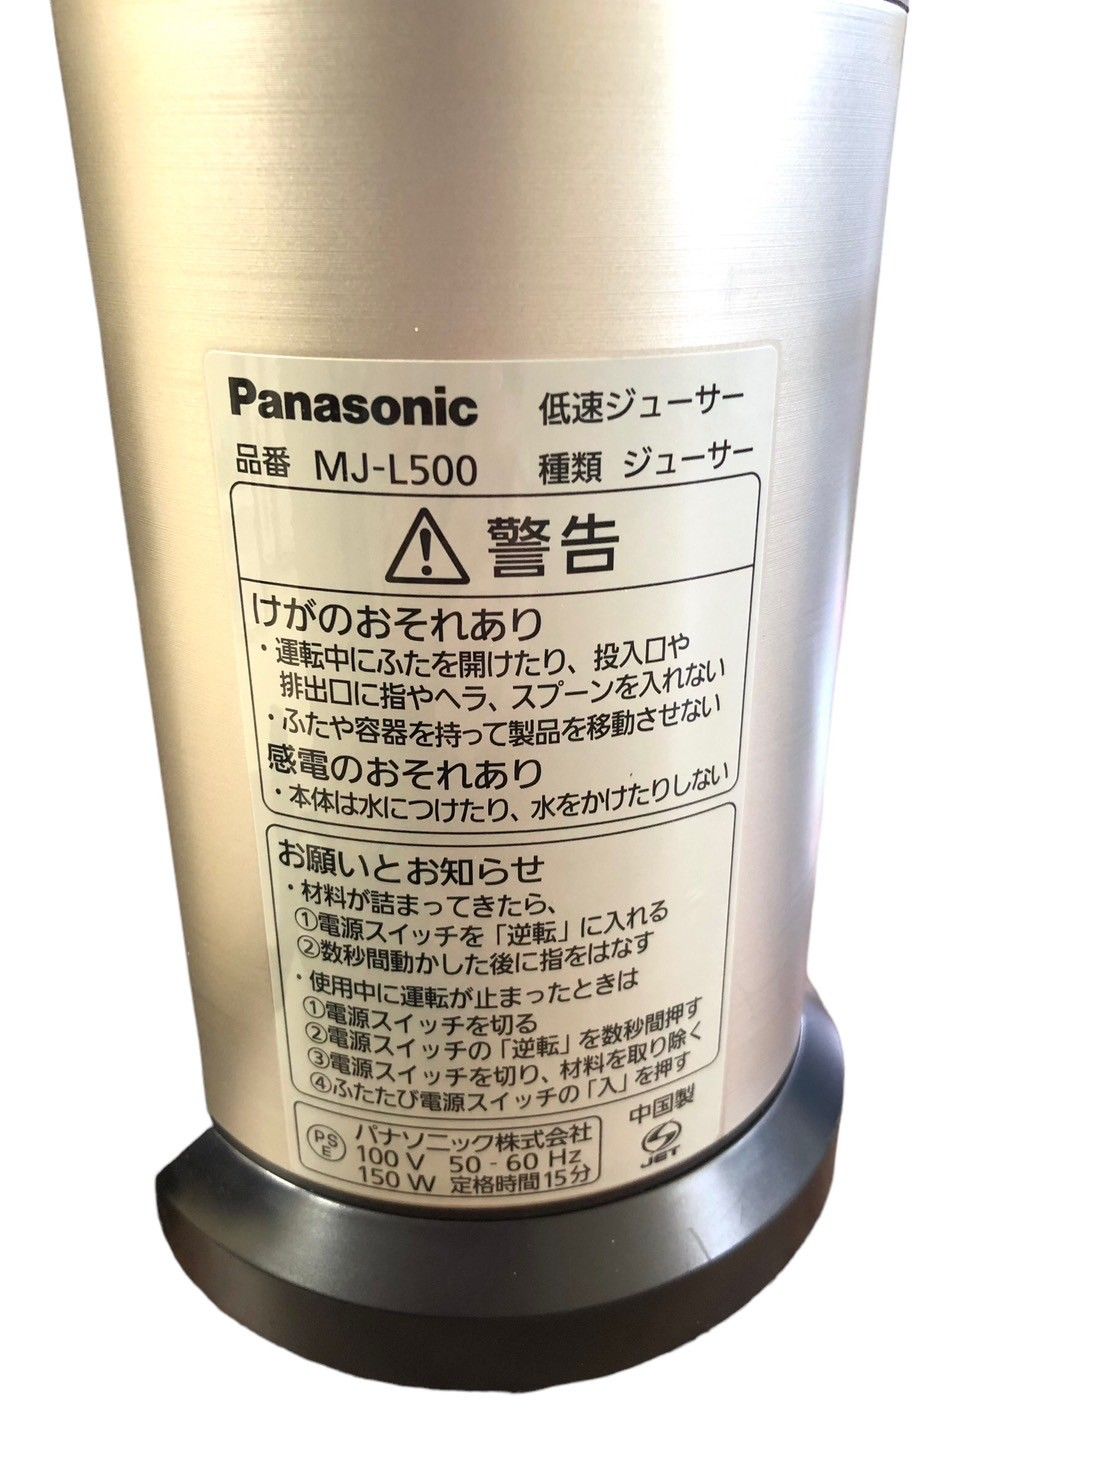 Panasonic 低速ジューサー
品番 MJ-L500 種類 ジューサー
警告
けがのおそれあり
・運転中にふたを開けたり、投入口や
排出口に指やヘラ、スプーンを入れない
・ふたや容器を持って製品を移動させない
感電のおそれあり
・本体は水につけたり、水をかけたりしない
お願いとお知らせ
・材料が詰まってきたら、
①電源スイッチを「逆転」に入れる
②数秒間動かした後に指をはなす
・使用中に運転が止まったときは
①電源スイッチを切る
②電源スイッチの「逆転」を数秒間押す
③電源スイッチを切り、材料を取り除く
④ふたたび電源スイッチの「入」を押す
PS
E
パナソニック株式会社
100 V 50 - 60 Hz
150 W 定格時間15分
中国製
JET